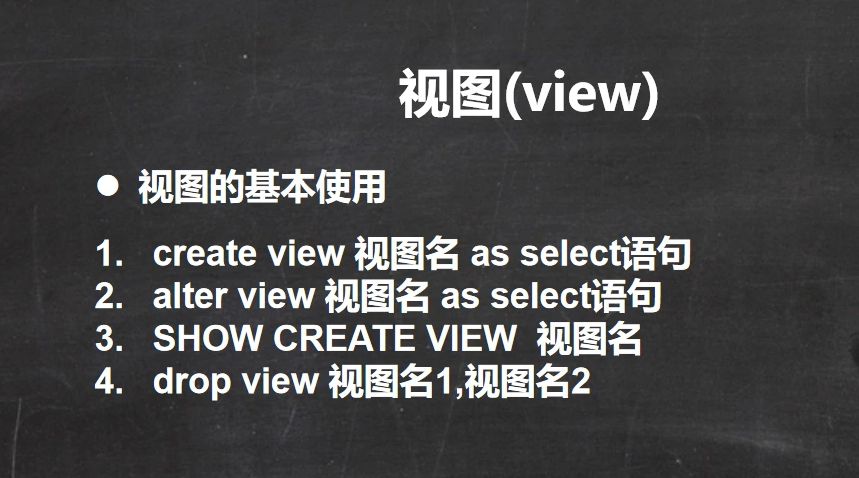 视图(view)
● 视图的基本使用
1. create view 视图名 as select语句
2. alter view 视图名 as select语句
3. SHOW CREATE VIEW 视图名
4. drop view 视图名1,视图名2